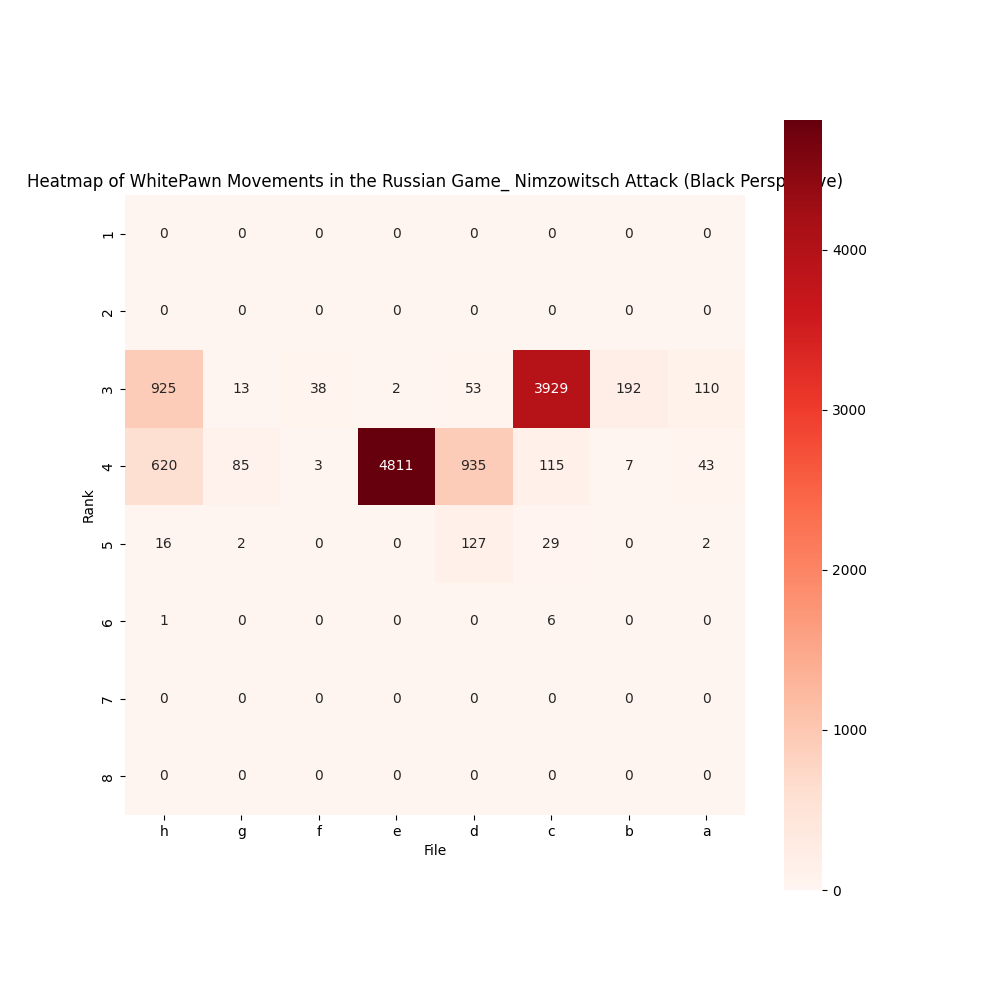 Heatmap of WhitePawn Movements in the Russian Game_ Nimzowitsch Attack (Black Perspective)
1 0 0 0 0 0 0 0 0
2 0 0 0 0 0 0 0 0
3 925 13 38 2 53 3929 192 110
4 620 85 3 4811 935 115 7 43
5 16 2 0 0 127 29 0 2
6 1 0 0 0 0 6 0 0
7 0 0 0 0 0 0 0 0
8 0 0 0 0 0 0 0 0
h g f e d c b a
File
Rank
4000
3000
2000
1000
0